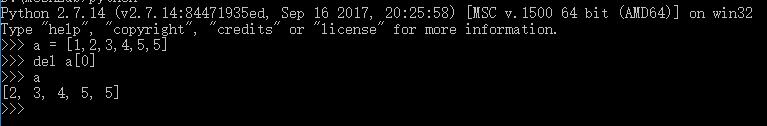 Python 2.7.14 (v2.7.14:84471935ed, Sep 16 2017, 20:25:58) [MSC v.1500 64 bit (AMD64)] on win32
Type "help", "copyright", "credits" or "license" for more information.
>>> a = [1,2,3,4,5,5]
>>> del a[0]
>>> a
[2, 3, 4, 5, 5]
>>>